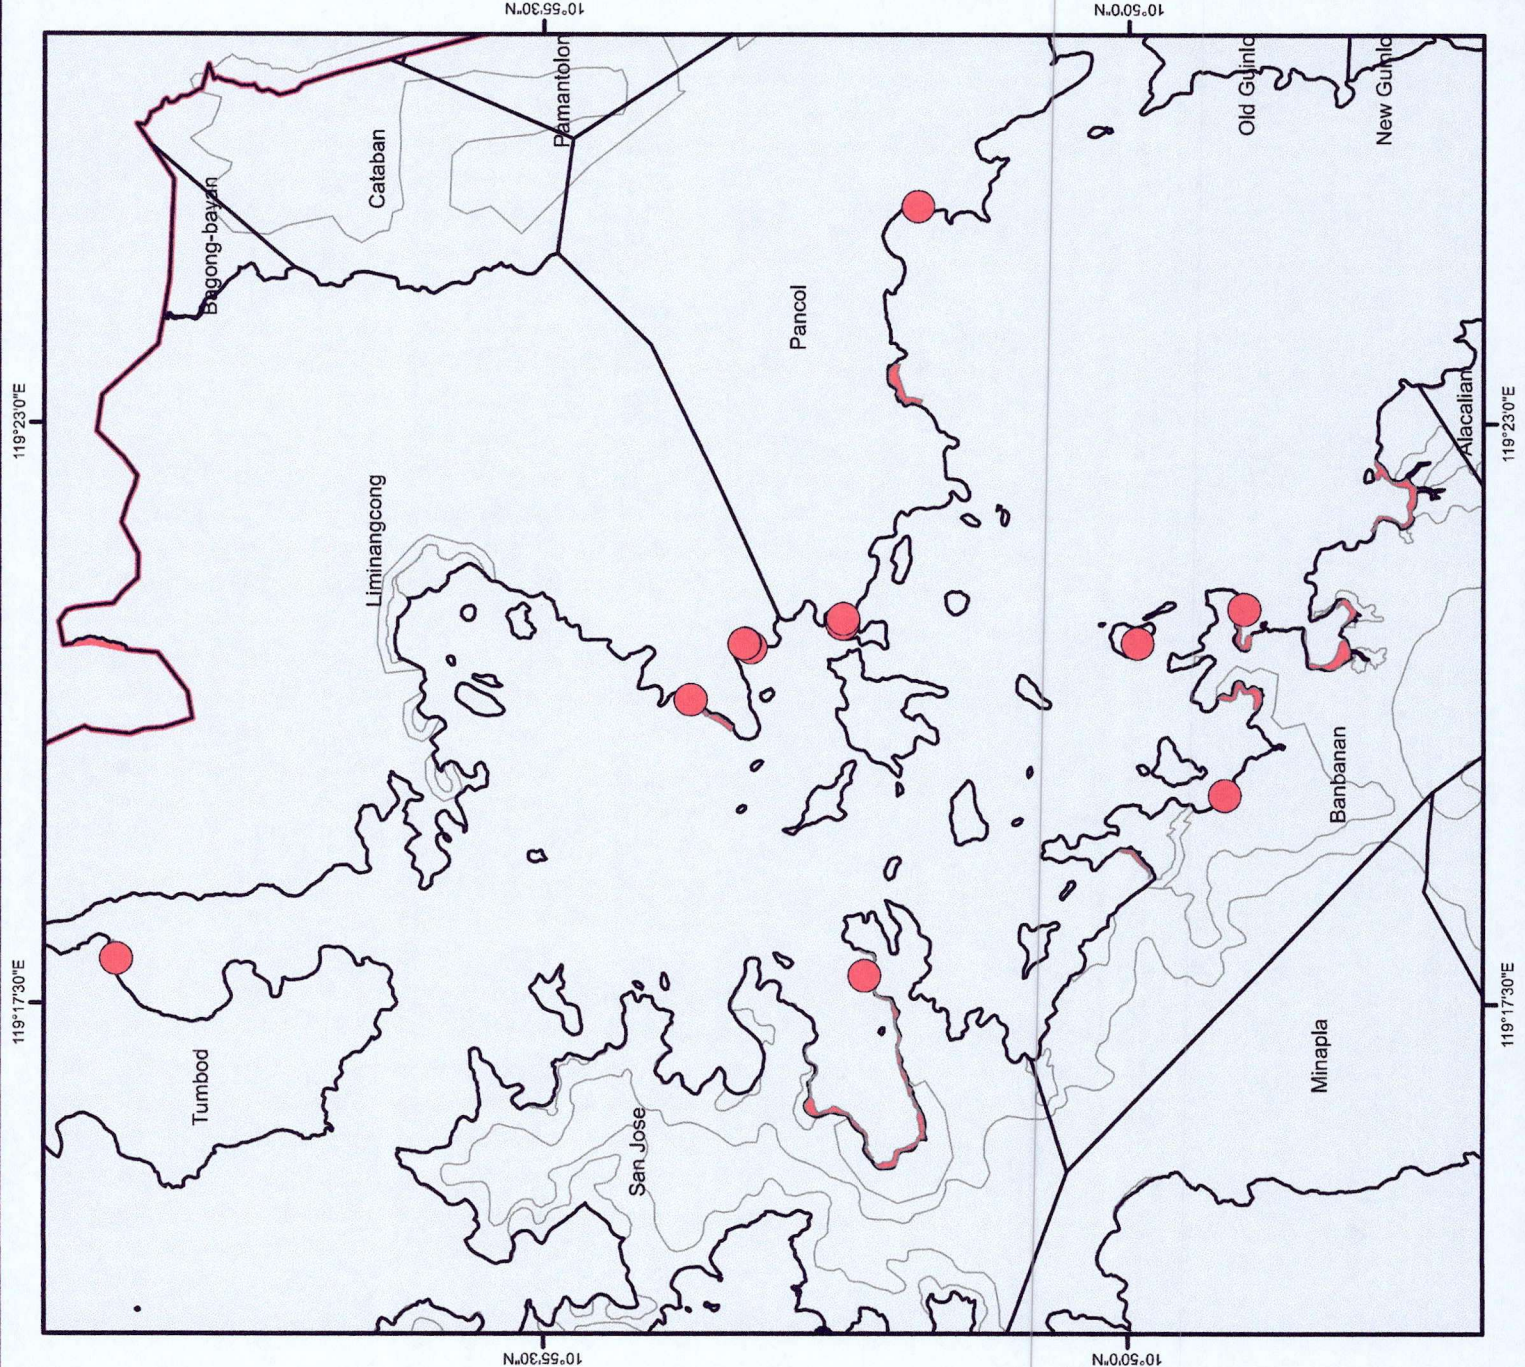 10°55'30"N
10°50'0"N
119°23'0"E
119°17'30"E
Pamantolon
Old Guinlo
New Guinlo
Cataban
Bagong-bayan
Pancol
Alacalian
Liminangcong
Banbanan
Tumbod
San Jose
Minapla
119°23'0"E
119°17'30"E
10°55'30"N
10°50'0"N